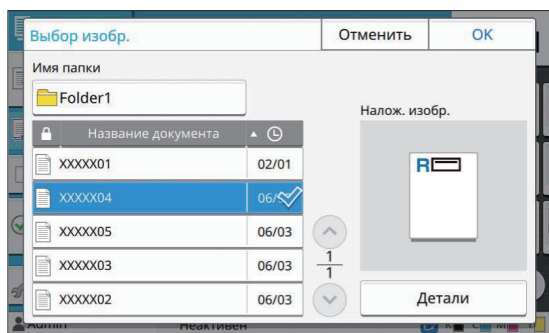 Выбор изобр.
Отменить
OK
Имя папки
Folder1
Налож. изобр.
Название документа
XXXXX01 02/01
XXXXX04 06/
XXXXX05 06/03
XXXXX03 06/03
XXXXX02 06/03
1
1
R
Детали
Admin
Неактивен
K C M Y